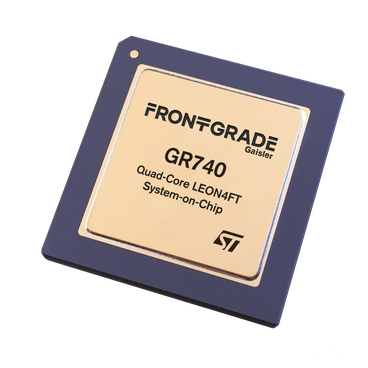 FRONTGRADE
Gaisler
GR740
Quad-Core LEON4FT
System-on-Chip
ST